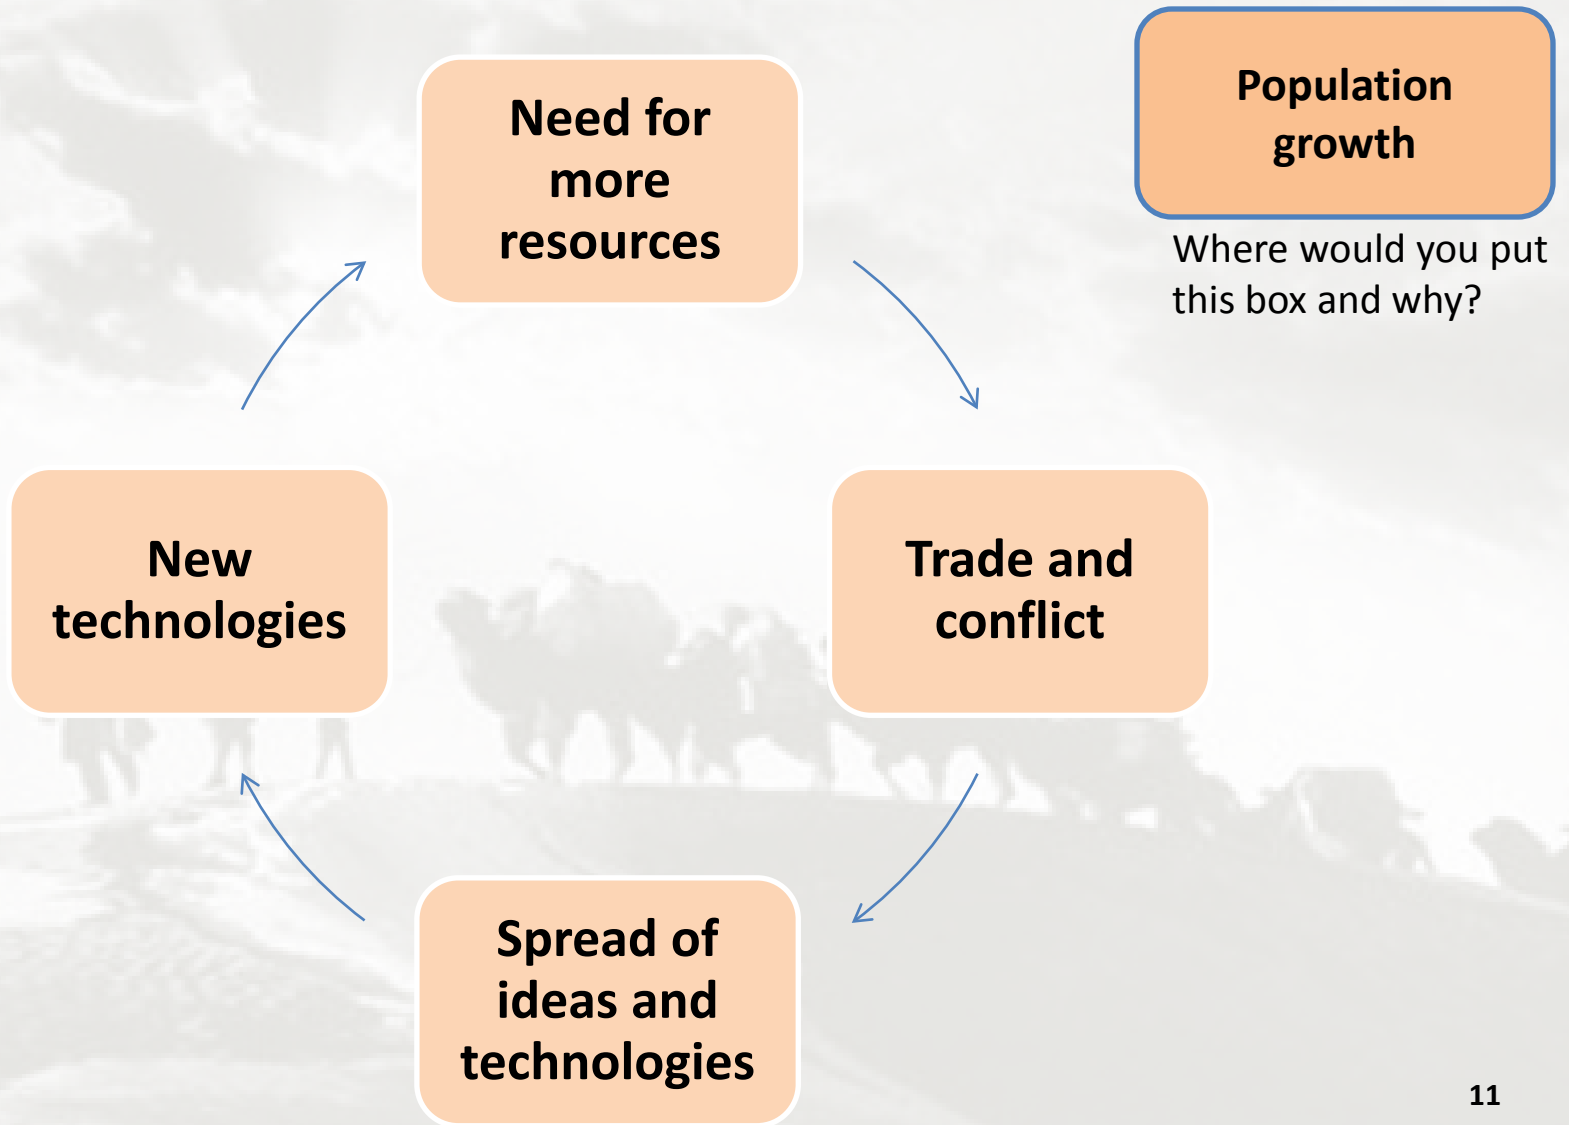 Population
growth
Where would you put
this box and why?
Need for
more
resources
Trade and
conflict
Spread of
ideas and
technologies
New
technologies
11